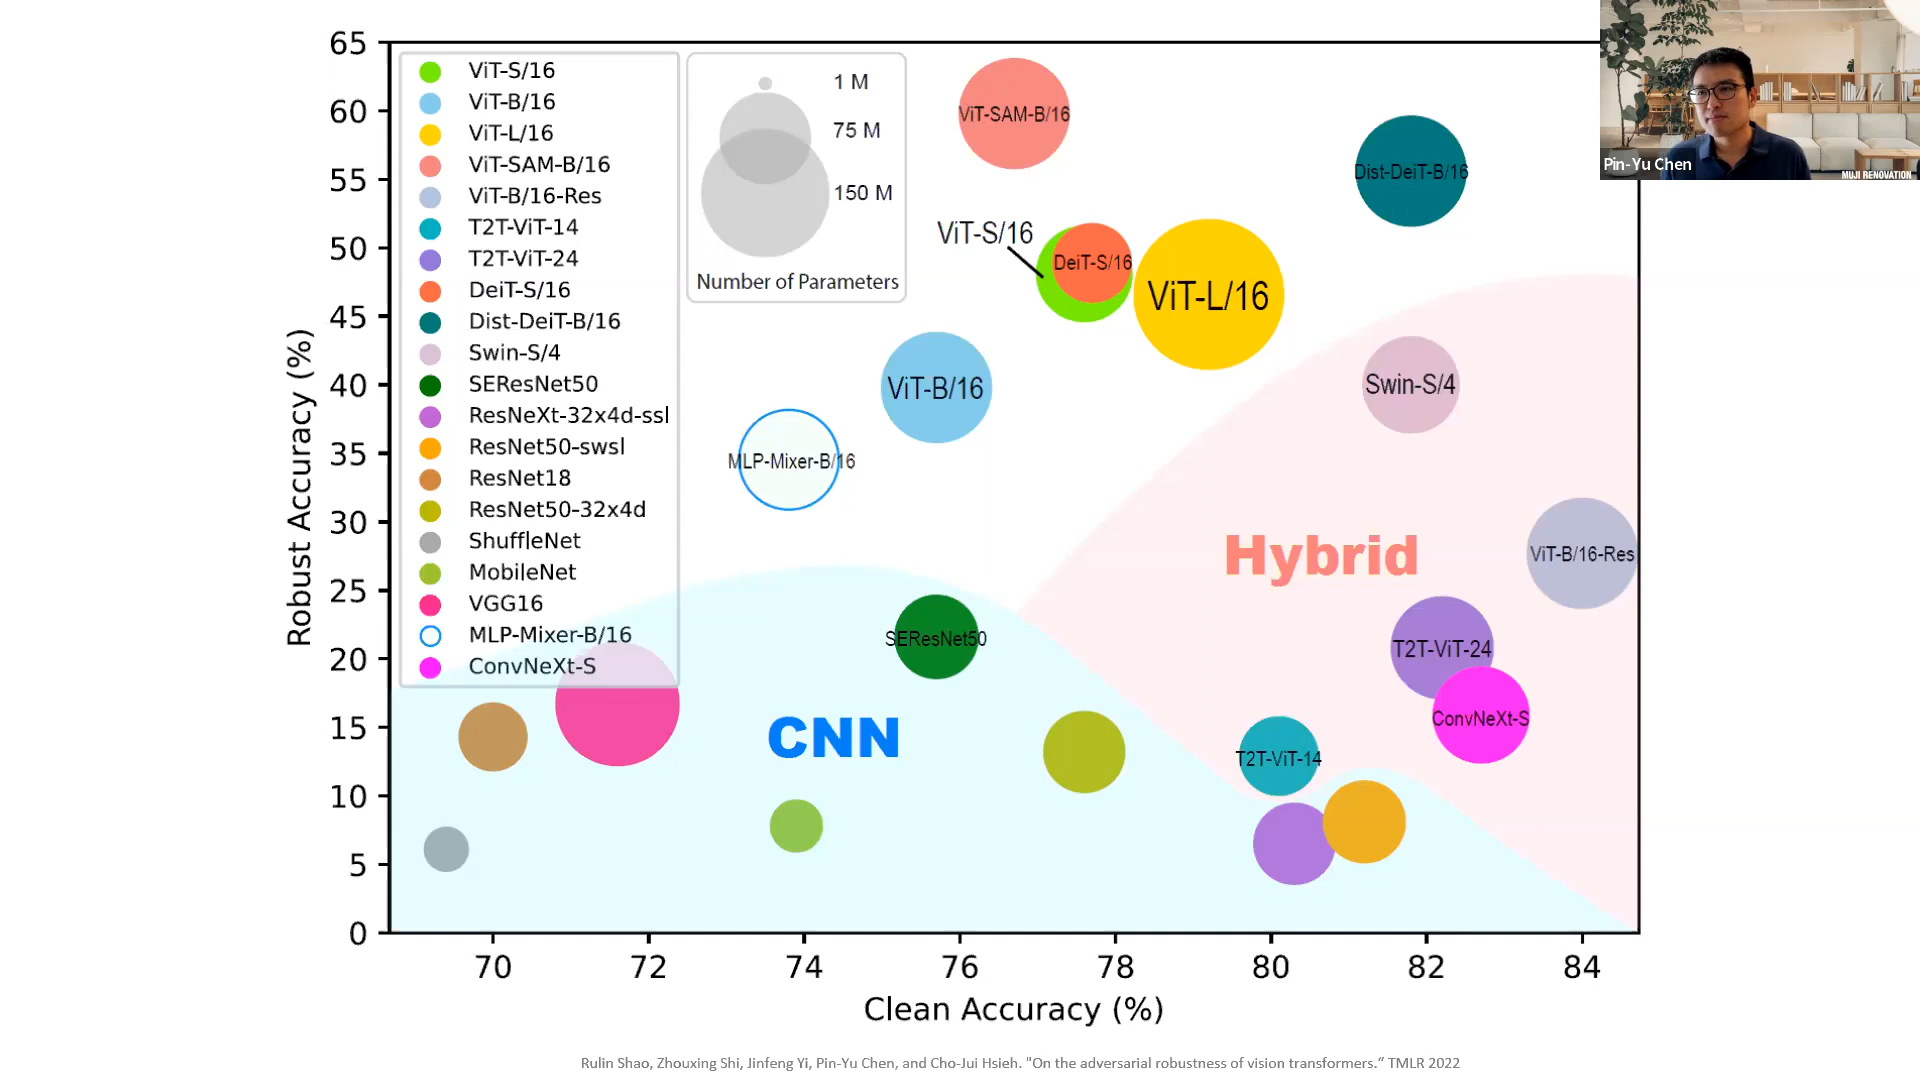 65
60
55
50
45
40
35
30
25
20
15
10
5
0
Robust Accuracy (%)
ViT-S/16
ViT-B/16
ViT-L/16
ViT-SAM-B/16
ViT-B/16-Res
T2T-ViT-14
T2T-ViT-24
DeiT-S/16
Dist-DeiT-B/16
Swin-S/4
SEResNet50
ResNeXt-32x4d-ssl
ResNet50-swsl
ResNet18
ResNet50-32x4d
ShuffleNet
MobileNet
VGG16
MLP-Mixer-B/16
ConvNeXt-S
1 M
75 M
150 M
Number of Parameters
ViT-SAM-B/16
Dist-DeiT-B/16
ViT-S/16
DeiT-S/16
ViT-L/16
ViT-B/16
Swin-S/4
MLP-Mixer-B/16
Hybrid
ViT-B/16-Res
SEResNet50
T2T-ViT-24
CNN
ConvNeXt-S
T2T-ViT-14
70 72 74 76 78 80 82 84
Clean Accuracy (%)
Rulin Shao, Zhouxing Shi, Jinfeng Yi, Pin-Yu Chen, and Cho-Jui Hsieh. "On the adversarial robustness of vision transformers.“ TMLR 2022
Pin-Yu Chen
MUJI RENOVATION